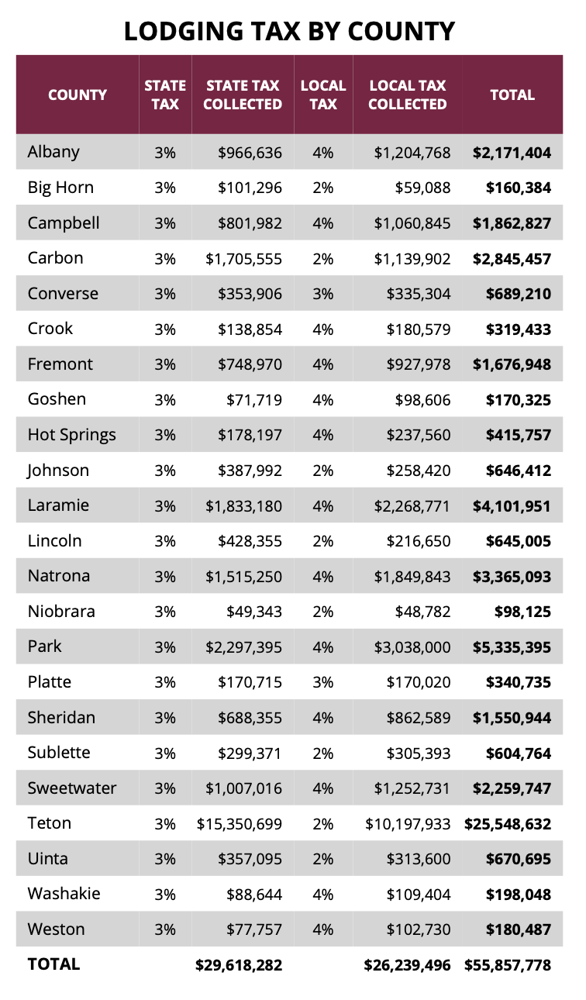 LODGING TAX BY COUNTY
COUNTY STATE TAX STATE TAX COLLECTED LOCAL TAX LOCAL TAX COLLECTED TOTAL
Albany 3% $966,636 4% $1,204,768 $2,171,404
Big Horn 3% $101,296 2% $59,088 $160,384
Campbell 3% $801,982 4% $1,060,845 $1,862,827
Carbon 3% $1,705,555 2% $1,139,902 $2,845,457
Converse 3% $353,906 3% $335,304 $689,210
Crook 3% $138,854 4% $180,579 $319,433
Fremont 3% $748,970 4% $927,978 $1,676,948
Goshen 3% $71,719 4% $98,606 $170,325
Hot Springs 3% $178,197 4% $237,560 $415,757
Johnson 3% $387,992 2% $258,420 $646,412
Laramie 3% $1,833,180 4% $2,268,771 $4,101,951
Lincoln 3% $428,355 2% $216,650 $645,005
Natrona 3% $1,515,250 4% $1,849,843 $3,365,093
Niobrara 3% $49,343 2% $48,782 $98,125
Park 3% $2,297,395 4% $3,038,000 $5,335,395
Platte 3% $170,715 3% $170,020 $340,735
Sheridan 3% $688,355 4% $862,589 $1,550,944
Sublette 3% $299,371 2% $305,393 $604,764
Sweetwater 3% $1,007,016 4% $1,252,731 $2,259,747
Teton 3% $15,350,699 2% $10,197,933 $25,548,632
Uinta 3% $357,095 2% $313,600 $670,695
Washakie 3% $88,644 4% $109,404 $198,048
Weston 3% $77,757 4% $102,730 $180,487
TOTAL $29,618,282 $26,239,496 $55,857,778